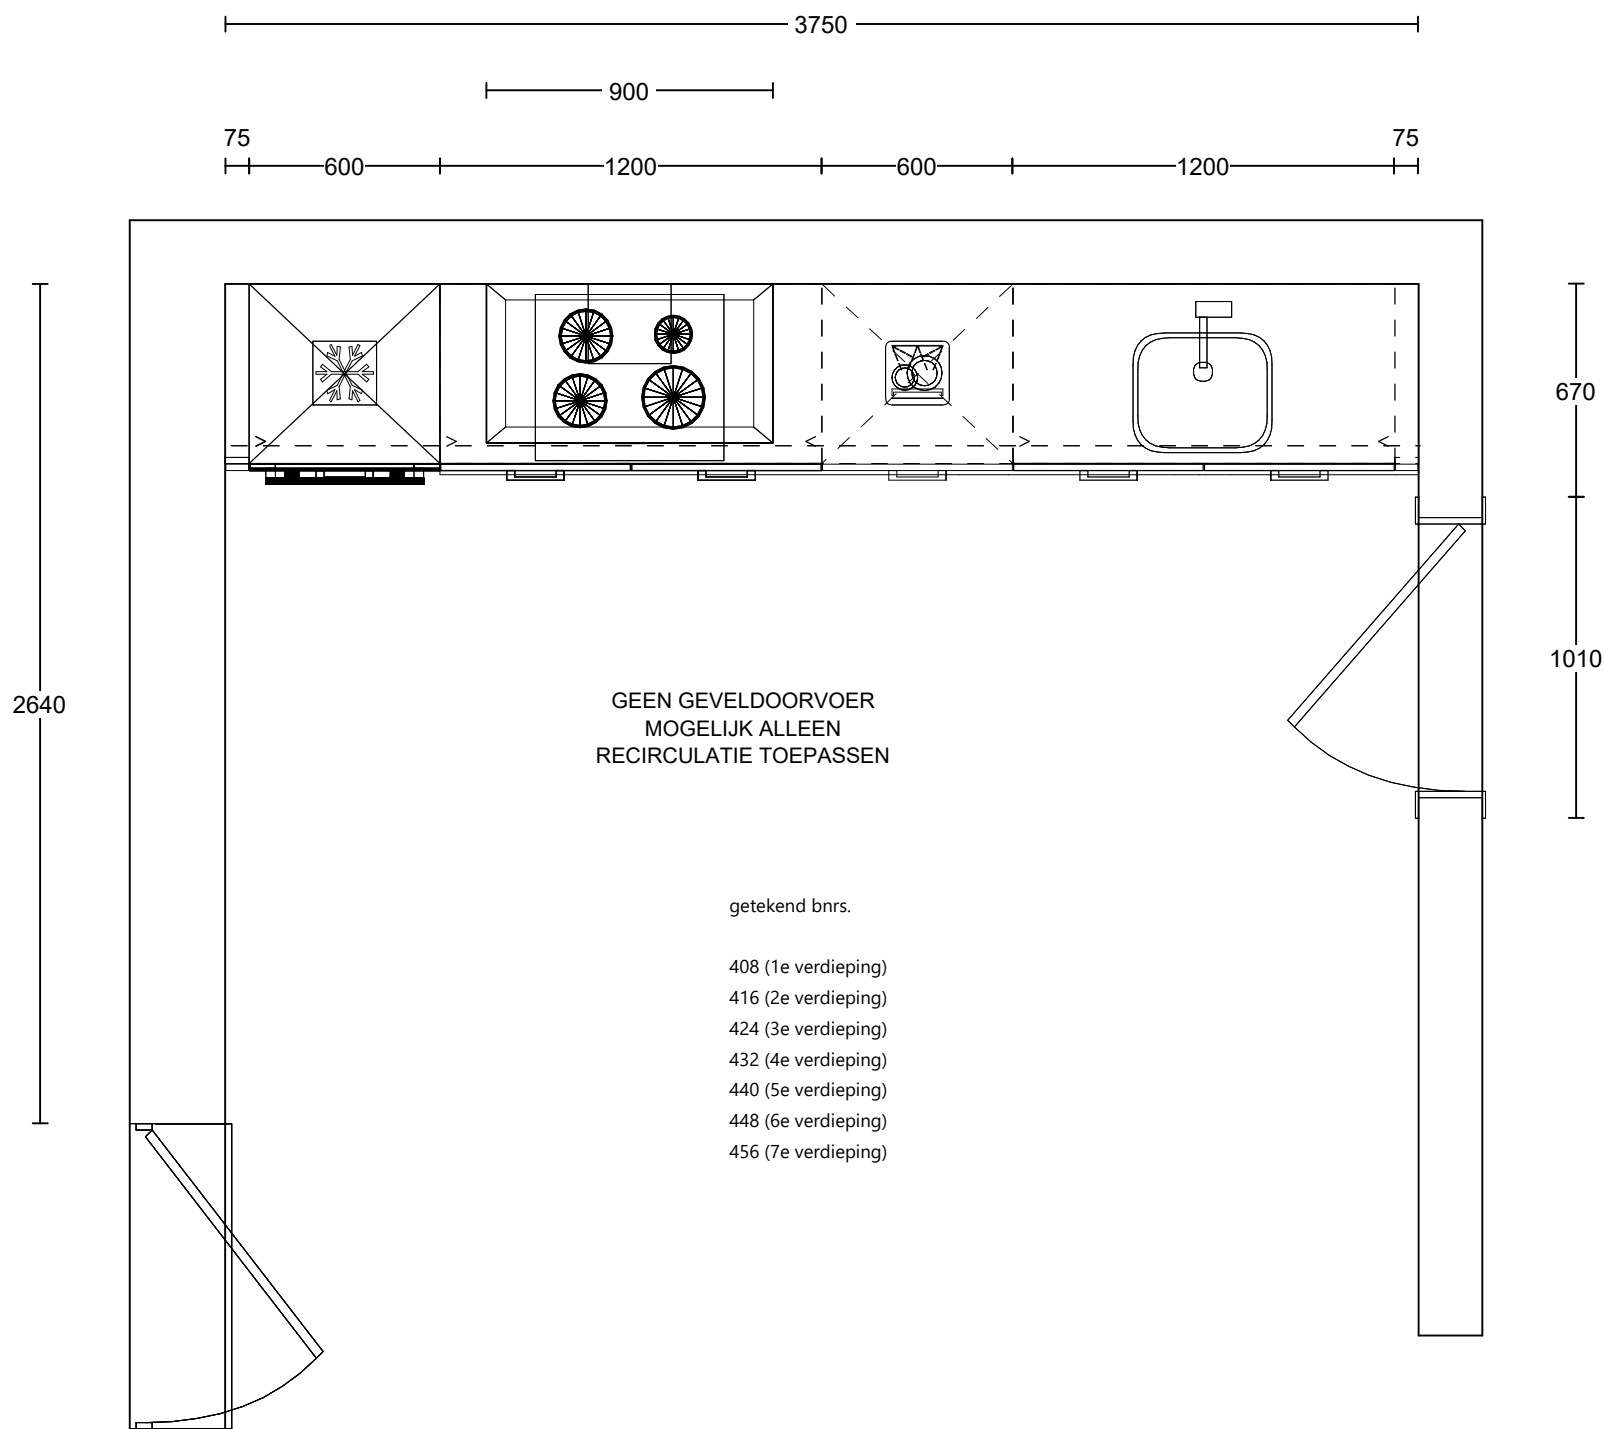 3750
900
75
75
600
1200
600
1200
670
1010
2640
GEEN GEVELDOORVOER
MOGELIJK ALLEEN
RECIRCULATIE TOEPASSEN
getekend bnrs.
408 (1e verdieping)
416 (2e verdieping)
424 (3e verdieping)
432 (4e verdieping)
440 (5e verdieping)
448 (6e verdieping)
456 (7e verdieping)